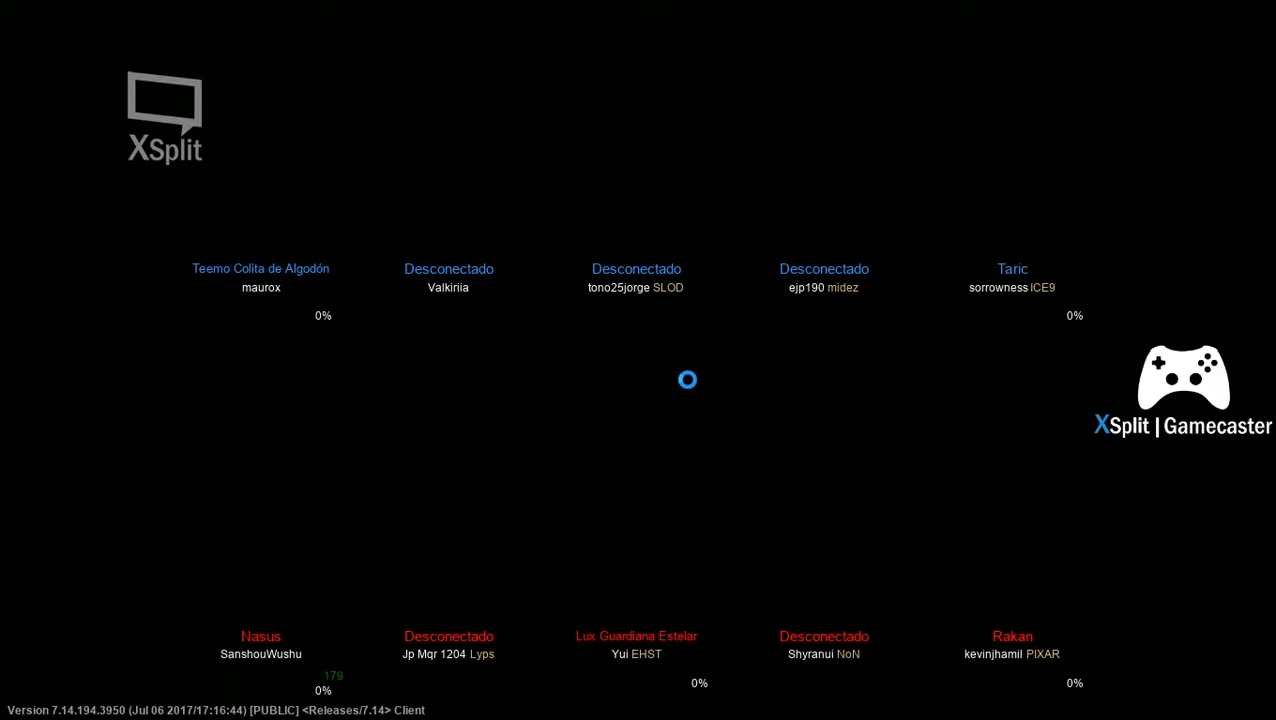 XSplit
Teemo Colita de Algodón
maurox
0%
Desconectado
Valkiriia
Desconectado
tono25jorge SLOD
Desconectado
ejp190 midez
Taric
sorrowness ICE9
0%
XSplit | Gamecaster
Nasus
SanshouWushu
179
0%
Desconectado
Jp Mqr 1204 Lyps
Lux Guardiana Estelar
Yui EHST
0%
Desconectado
Shyranui NoN
Rakan
kevinjhamil PIXAR
0%
Version 7.14.194.3950 (Jul 06 2017/17:16:44) [PUBLIC] <Releases/7.14> Client